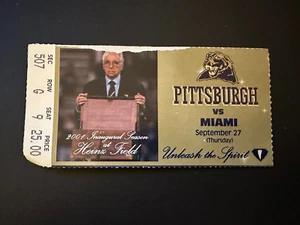 SEC. 507
ROW G
SEAT 9
PRICE 25.00
2001 Inaugural Season
at
Heinz Field
PITTSBURGH
VS
MIAMI
September 27
(Thursday)
Unleash the Spirit